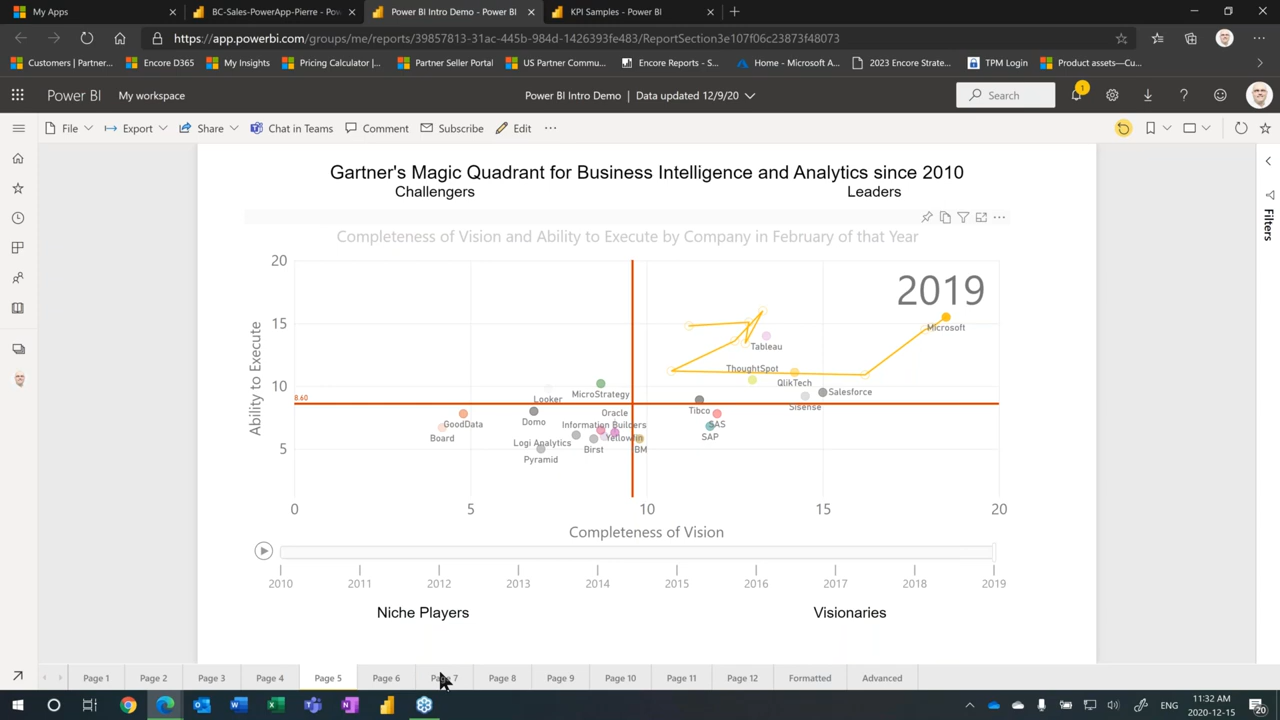 My Apps
BC-Sales-PowerApp-Pierre - Pow
Power BI Intro Demo - Power BI
KPI Samples - Power BI
https://app.powerbi.com/groups/me/reports/39857813-31ac-445b-984d-1426393fe483/ReportSection3e107f06c23873f48073
Customers | Partner...
Encore D365
My Insights
Pricing Calculator |...
Partner Seller Portal
US Partner Commu...
Encore Reports - S...
Home - Microsoft A...
2023 Encore Strate...
TPM Login
Product assets—Cu...
Power BI
My workspace
Power BI Intro Demo | Data updated 12/9/20
Search
1
File
Export
Share
Chat in Teams
Comment
Subscribe
Edit
Gartner's Magic Quadrant for Business Intelligence and Analytics since 2010
Challengers
Leaders
Filters
Completeness of Vision and Ability to Execute by Company in February of that Year
20
15
10
5
Ability to Execute
2019
Microsoft
Tableau
ThoughtSpot
QlikTech
Salesforce
Sisense
MicroStrategy
Looker
8.60
Tibco
Oracle
GoodData
Domo
Information Builders
SAS
Board
Yellowfin
SAP
Logi Analytics
Birst
BM
Pyramid
0
5
10
15
20
Completeness of Vision
2010
2011
2012
2013
2014
2015
2016
2017
2018
2019
Niche Players
Visionaries
Page 1
Page 2
Page 3
Page 4
Page 5
Page 6
Page 7
Page 8
Page 9
Page 10
Page 11
Page 12
Formatted
Advanced
ENG
11:32 AM
2020-12-15
20